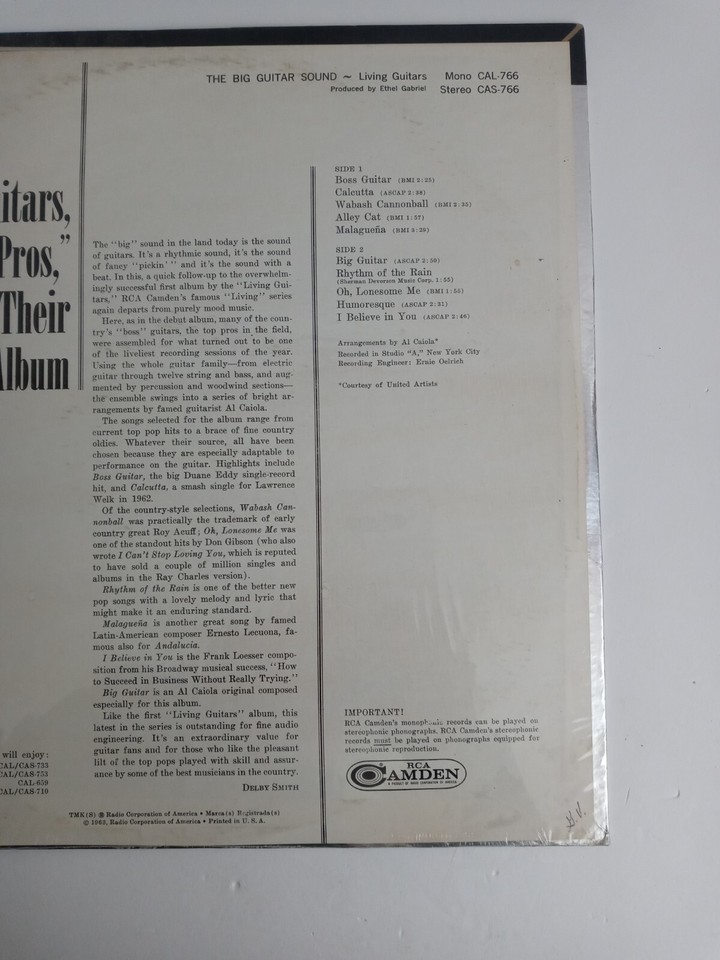 THE BIG GUITAR SOUND ~ Living Guitars Mono CAL-766
Produced by Ethel Gabriel Stereo CAS-766
itars,
Pros,"
Their
Album
The "big" sound in the land today is the sound
of guitars. It's a rhythmic sound, it's the sound
of fancy "pickin'" and it's the sound with a
beat. In this, a quick follow-up to the overwhelm-
ingly successful first album by the "Living Gui-
tars," RCA Camden's famous "Living" series
again departs from purely mood music.
Here, as in the debut album, many of the coun-
try's "boss" guitars, the top pros in the field,
were assembled for what turned out to be one
of the liveliest recording sessions of the year.
Using the whole guitar family—from electric
guitar through twelve string and bass, and aug-
mented by percussion and woodwind sections—
the ensemble swings into a series of bright ar-
rangements by famed guitarist Al Caiola.
The songs selected for the album range from
current top pop hits to a brace of fine country
oldies. Whatever their source, all have been
chosen because they are especially adaptable to
performance on the guitar. Highlights include
Boss Guitar, the big Duane Eddy single-record
hit, and Calcutta, a smash single for Lawrence
Welk in 1962.
Of the country-style selections, Wabash Can-
nonball was practically the trademark of early
country great Roy Acuff; Oh, Lonesome Me was
one of the standout hits by Don Gibson (who also
wrote I Can't Stop Loving You, which is reputed
to have sold a couple of million singles and
albums in the Ray Charles version).
Rhythm of the Rain is one of the better new
pop songs with a lovely melody and lyric that
might make it an enduring standard.
Malagueña is another great song by famed
Latin-American composer Ernesto Lecuona, fa-
mous also for Andalucia.
I Believe in You is the Frank Loesser compo-
sition from his Broadway musical success, "How
to Succeed in Business Without Really Trying."
Big Guitar is an Al Caiola original composed
especially for this album.
Like the first "Living Guitars" album, this
latest in the series is outstanding for fine audio
engineering. It's an extraordinary value for
guitar fans and for those who like the pleasant
lilt of the top pops played with skill and assur-
ance by some of the best musicians in the country.
DELBY SMITH
will enjoy:
CAL/CAS-733
CAL/CAS-753
CAL-659
CAL/CAS-710
TMK(S) ® Radio Corporation of America • Marca(s) Registrada(s)
© 1963, Radio Corporation of America • Printed in U. S. A.
SIDE 1
Boss Guitar (BMI 2:25)
Calcutta (ASCAP 2:38)
Wabash Cannonball (BMI 2:35)
Alley Cat (BMI 1:57)
Malagueña (BMI 3:29)
SIDE 2
Big Guitar (ASCAP 2:50)
Rhythm of the Rain
(Sherman Devorson Music Corp. 1:55)
Oh, Lonesome Me (BMI 1:55)
Humoresque (ASCAP 2:51)
I Believe in You (ASCAP 2:46)
Arrangements by Al Caiola*
Recorded in Studio "A," New York City
Recording Engineer: Ernie Oelrich
*Courtesy of United Artists
IMPORTANT!
RCA Camden's monophonic records can be played on
stereophonic phonographs. RCA Camden's stereophonic
records must be played on phonographs equipped for
stereophonic reproduction.
RCA
CAMDEN
A PRODUCT OF RADIO CORPORATION OF AMERICA